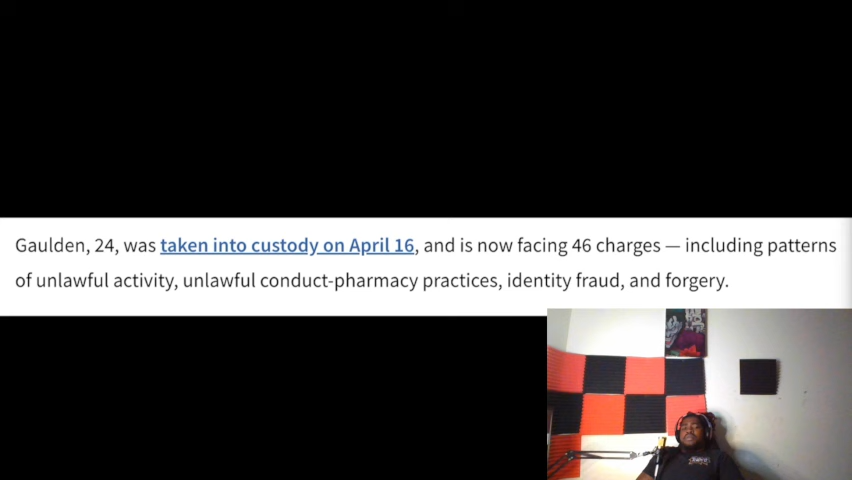 Gaulden, 24, was taken into custody on April 16, and is now facing 46 charges — including patterns
of unlawful activity, unlawful conduct-pharmacy practices, identity fraud, and forgery.